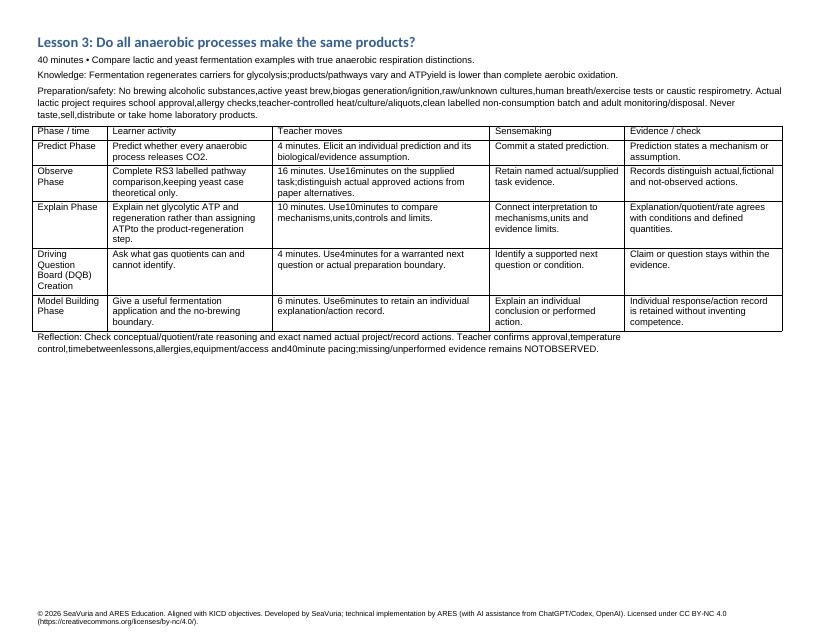 Lesson 3: Do all anaerobic processes make the same products?
40 minutes • Compare lactic and yeast fermentation examples with true anaerobic respiration distinctions.
Knowledge: Fermentation regenerates carriers for glycolysis;products/pathways vary and ATPyield is lower than complete aerobic oxidation.
Preparation/safety: No brewing alcoholic substances,active yeast brew,biogas generation/ignition,raw/unknown cultures,human breath/exercise tests or caustic respirometry. Actual
lactic project requires school approval,allergy checks,teacher-controlled heat/culture/aliquots,clean labelled non-consumption batch and adult monitoring/disposal. Never
taste,sell,distribute or take home laboratory products.
Phase / time
Learner activity
Teacher moves
Sensemaking
Evidence / check
Predict Phase
Predict whether every anaerobic
process releases CO2.
4 minutes. Elicit an individual prediction and its
biological/evidence assumption.
Commit a stated prediction.
Prediction states a mechanism or
assumption.
Observe
Phase
Complete RS3 labelled pathway
comparison,keeping yeast case
theoretical only.
16 minutes. Use16minutes on the supplied
task;distinguish actual approved actions from
paper alternatives.
Retain named actual/supplied
task evidence.
Records distinguish actual,fictional
and not-observed actions.
Explain Phase
Explain net glycolytic ATP and
regeneration rather than assigning
ATPto the product-regeneration
step.
10 minutes. Use10minutes to compare
mechanisms,units,controls and limits.
Connect interpretation to
mechanisms,units and
evidence limits.
Explanation/quotient/rate agrees
with conditions and defined
quantities.
Driving
Question
Board (DQB)
Creation
Ask what gas quotients can and
cannot identify.
4 minutes. Use4minutes for a warranted next
question or actual preparation boundary.
Identify a supported next
question or condition.
Claim or question stays within the
evidence.
Model Building
Phase
Give a useful fermentation
application and the no-brewing
boundary.
6 minutes. Use6minutes to retain an individual
explanation/action record.
Explain an individual
conclusion or performed
action.
Individual response/action record
is retained without inventing
competence.
Reflection: Check conceptual/quotient/rate reasoning and exact named actual project/record actions. Teacher confirms approval,temperature
control,timebetweenlessons,allergies,equipment/access and40minute pacing;missing/unperformed evidence remains NOTOBSERVED.
© 2026 SeaVuria and ARES Education. Aligned with KICD objectives. Developed by SeaVuria; technical implementation by ARES (with AI assistance from ChatGPT/Codex, OpenAI). Licensed under CC BY-NC 4.0
(https://creativecommons.org/licenses/by-nc/4.0/).